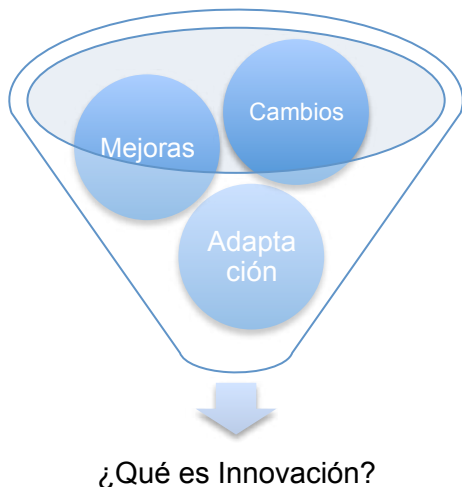 Cambios
Mejoras
Adapta
ción
¿Qué es Innovación?